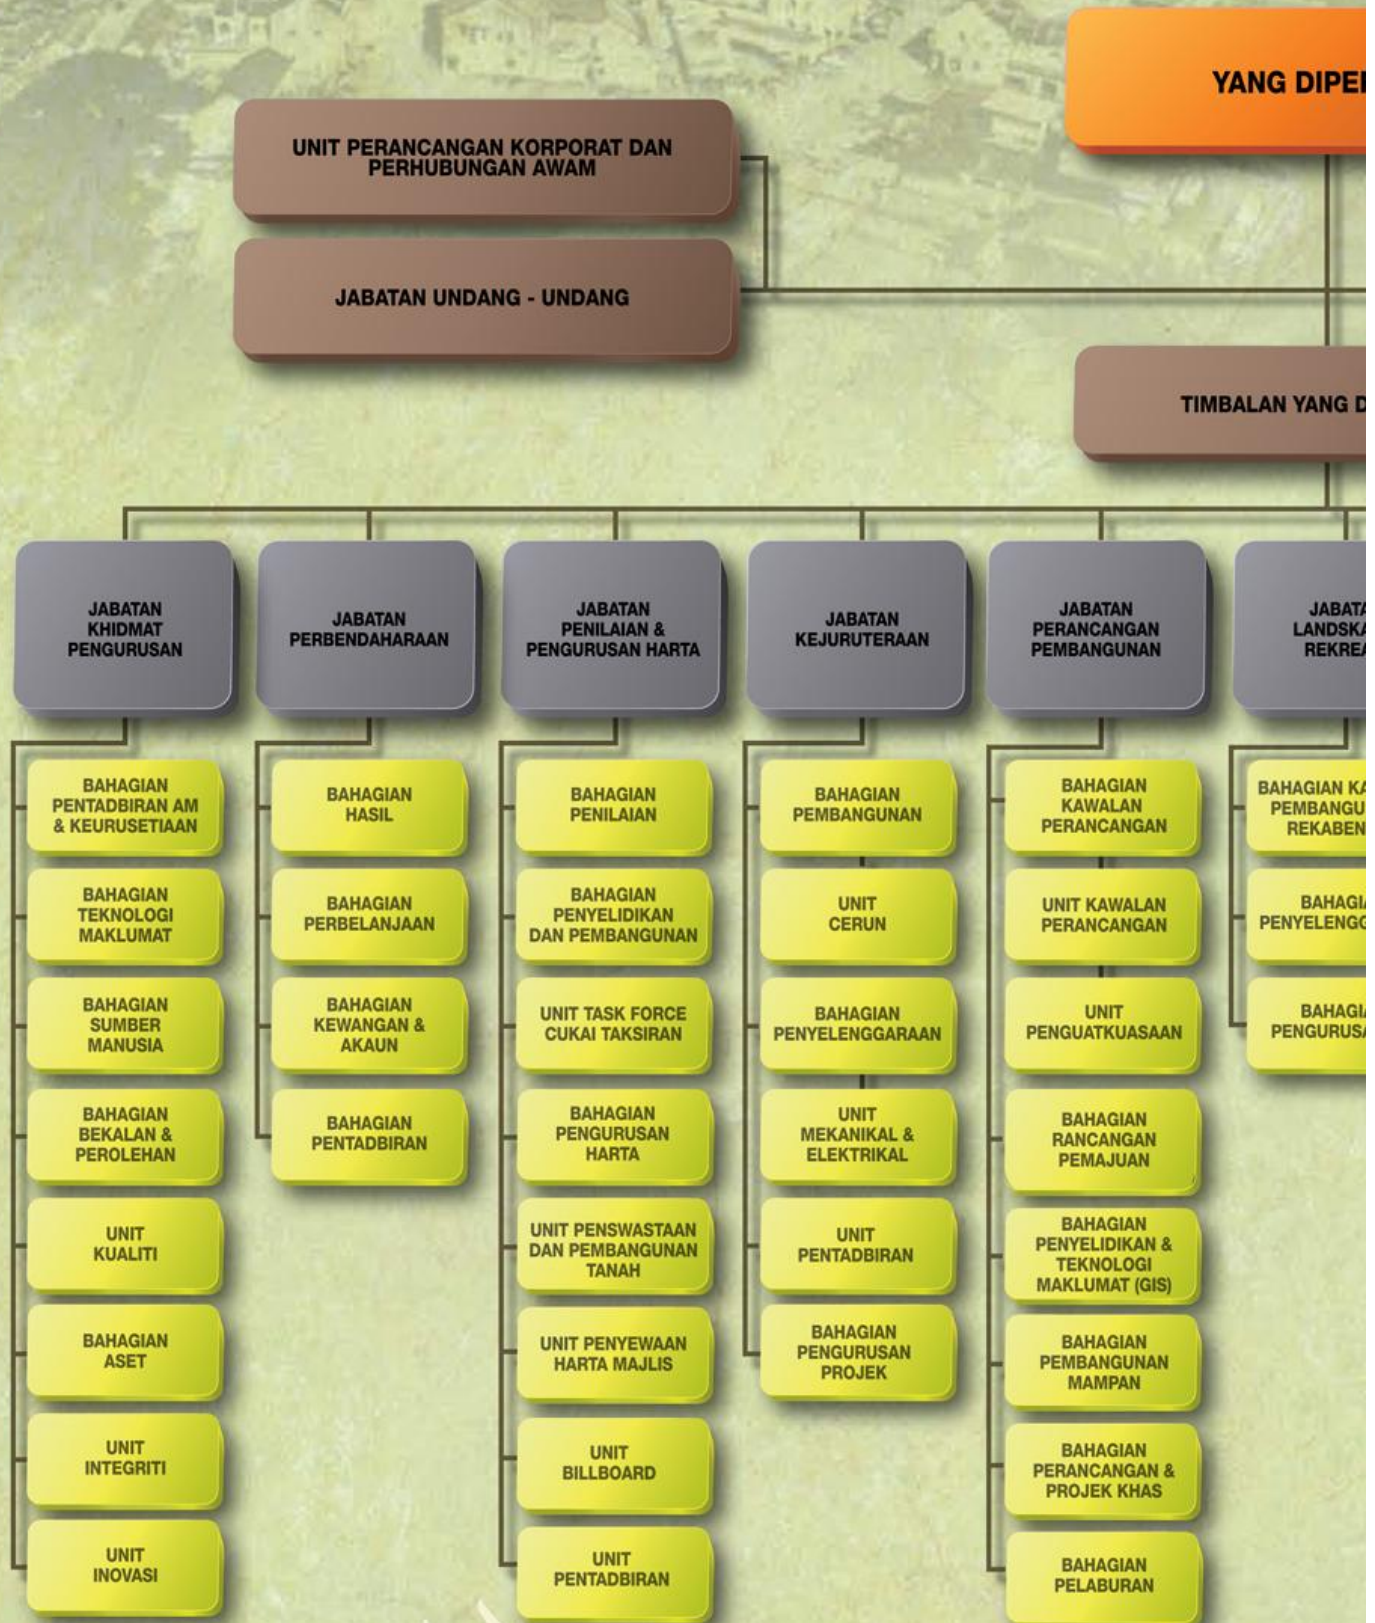 YANG
UNIT PERANCANGAN KORPORAT DAN
PERHUBUNGAN AWAM
JABATAN UNDANG - UNDANG
TIMBALAN YANG
JABATAN
KHIDMAT
PENGURUSAN
JABATAN
PERBENDAHARAAN
JABATAN
PENILAIAN &
PENGURUSAN HARTA
JABATAN
KEJURUTERAAN
JABATAN
PERANCANGAN
PEMBANGUNAN
BAHAGIAN
PENTADBIRAN AM
& KEURUSETIAAN
BAHAGIAN
TEKNOLOGI
MAKLUMAT
BAHAGIAN
SUMBER
MANUSIA
BAHAGIAN
BEKALAN &
PEROLEHAN
UNIT
KUALITI
BAHAGIAN
ASET
UNIT
INTEGRITI
UNIT
INOVASI
BAHAGIAN
HASIL
BAHAGIAN
PERBELANJAAN
BAHAGIAN
KEWANGAN &
AKAUN
BAHAGIAN
PENTADBIRAN
BAHAGIAN
PENILAIAN
BAHAGIAN
PENYELIDIKAN
DAN PEMBANGUNAN
UNIT TASK FORCE
CUKAI TAKSIRAN
BAHAGIAN
PENGURUSAN
HARTA
UNIT PENSWASTAAN
DAN PEMBANGUNAN
TANAH
UNIT PENYEWAAN
HARTA MAJLIS
UNIT
BILLBOARD
UNIT
PENTADBIRAN
BAHAGIAN
PEMBANGUNAN
UNIT
CERUN
BAHAGIAN
PENYELENGGARAAN
UNIT
MEKANIKAL &
ELEKTRIKAL
UNIT
PENTADBIRAN
BAHAGIAN
PENGURUSAN
PROJEK
BAHAGIAN
KAWALAN
PERANCANGAN
UNIT KAWALAN
PERANCANGAN
UNIT
PENGUATKUASAAN
BAHAGIAN
RANCANGAN
PEMAJUAN
BAHAGIAN
PENYELIDIKAN &
TEKNOLOGI
MAKLUMAT (GIS)
BAHAGIAN
PEMBANGUNAN
MAMPAN
BAHAGIAN
PERANCANGAN &
PROJEK KHAS
BAHAGIAN
PELABURAN
BAHAGIAN